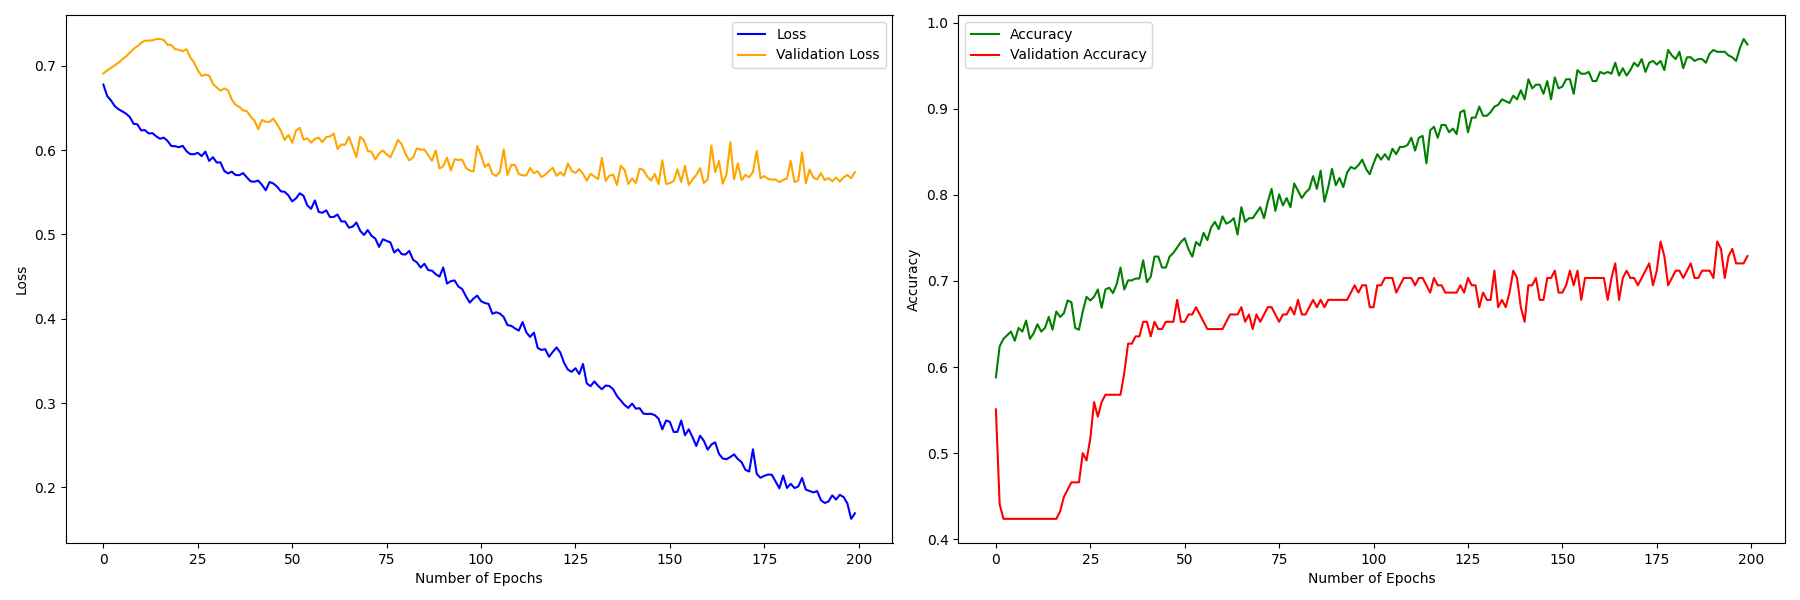 Loss
Validation Loss
0.7
0.6
0.5
0.4
0.3
0.2
Loss
0 25 50 75 100 125 150 175 200
Number of Epochs
Accuracy
Validation Accuracy
1.0
0.9
0.8
0.7
0.6
0.5
0.4
Accuracy
0 25 50 75 100 125 150 175 200
Number of Epochs